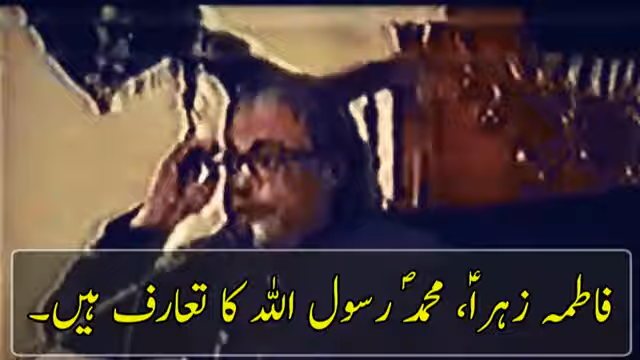 فاطمہ زہراؑ، محمدؐ رسول اللہ کا تعارف ہیں۔